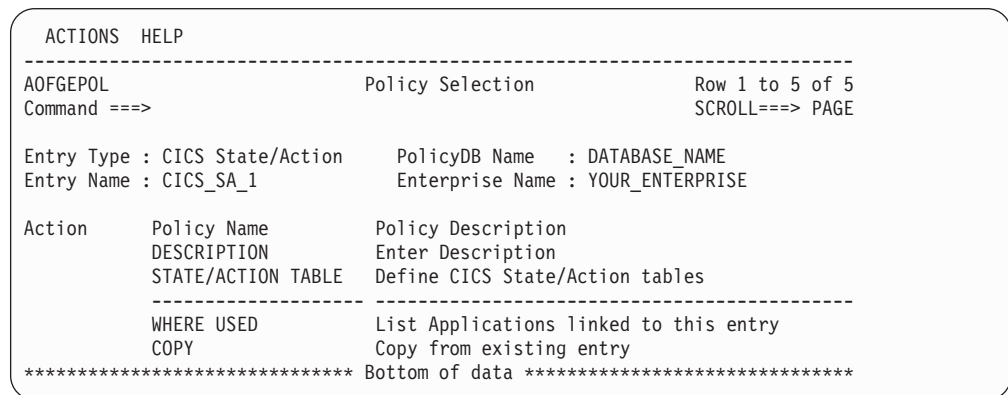 ACTIONS  HELP
------------------------------------------------------------------------------
AOFGEPOL                        Policy Selection               Row 1 to 5 of 5
Command ===>                                                   SCROLL===> PAGE
Entry Type : CICS State/Action     PolicyDB Name   : DATABASE_NAME
Entry Name : CICS_SA_1             Enterprise Name : YOUR_ENTERPRISE
Action      Policy Name          Policy Description
            DESCRIPTION          Enter Description
            STATE/ACTION TABLE   Define CICS State/Action tables
            -------------------- ---------------------------------------------
            WHERE USED           List Applications linked to this entry
            COPY                 Copy from existing entry
******************************* Bottom of data *******************************